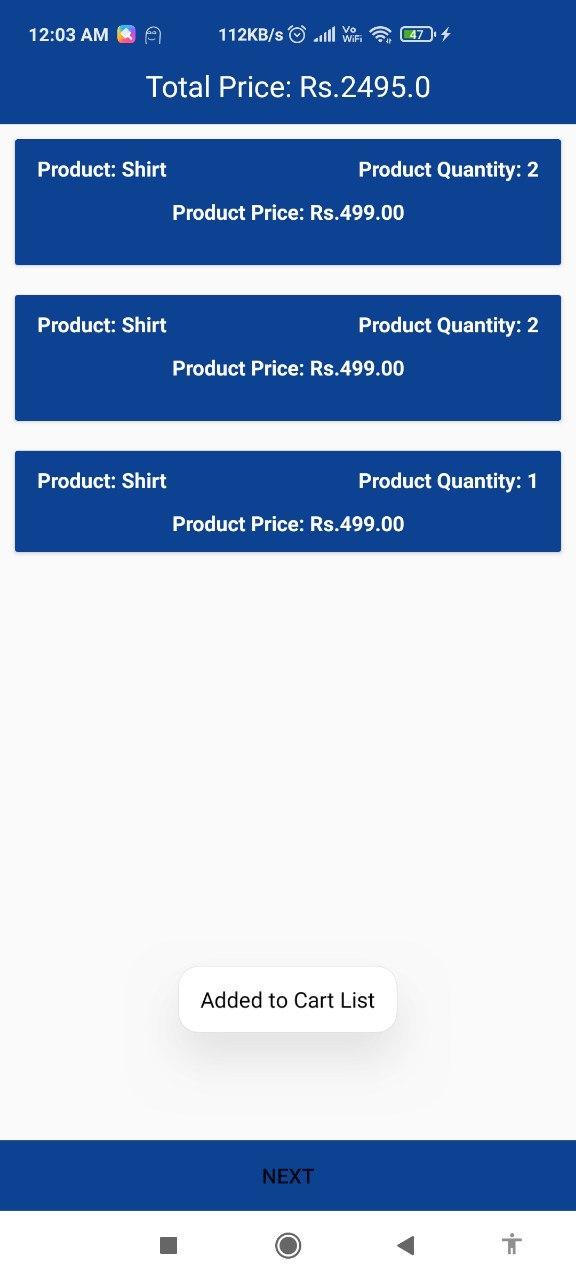 12:03 AM 112KB/s Vo WiFi 47
Total Price: Rs.2495.0
Product: Shirt Product Quantity: 2
Product Price: Rs.499.00
Product: Shirt Product Quantity: 2
Product Price: Rs.499.00
Product: Shirt Product Quantity: 1
Product Price: Rs.499.00
Added to Cart List
NEXT